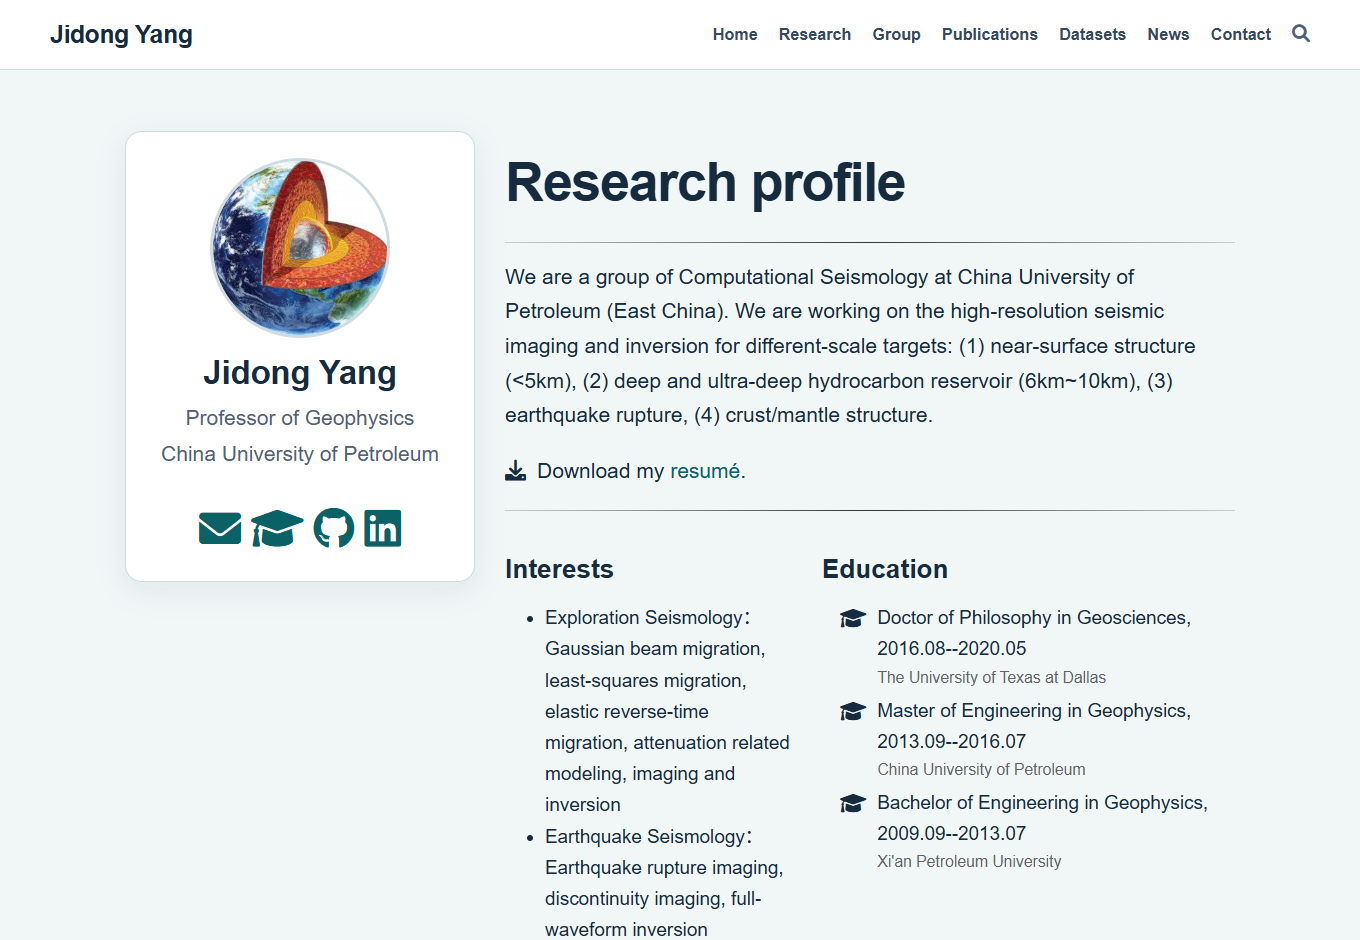 Jidong Yang
Home Research Group Publications Datasets News Contact
Jidong Yang
Professor of Geophysics
China University of Petroleum
Research profile
We are a group of Computational Seismology at China University of
Petroleum (East China). We are working on the high-resolution seismic
imaging and inversion for different-scale targets: (1) near-surface structure
(<5km), (2) deep and ultra-deep hydrocarbon reservoir (6km~10km), (3)
earthquake rupture, (4) crust/mantle structure.
Download my resumé.
Interests
Exploration Seismology：
Gaussian beam migration,
least-squares migration,
elastic reverse-time
migration, attenuation related
modeling, imaging and
inversion
Earthquake Seismology：
Earthquake rupture imaging,
discontinuity imaging, full-
waveform inversion
Education
Doctor of Philosophy in Geosciences,
2016.08--2020.05
The University of Texas at Dallas
Master of Engineering in Geophysics,
2013.09--2016.07
China University of Petroleum
Bachelor of Engineering in Geophysics,
2009.09--2013.07
Xi'an Petroleum University